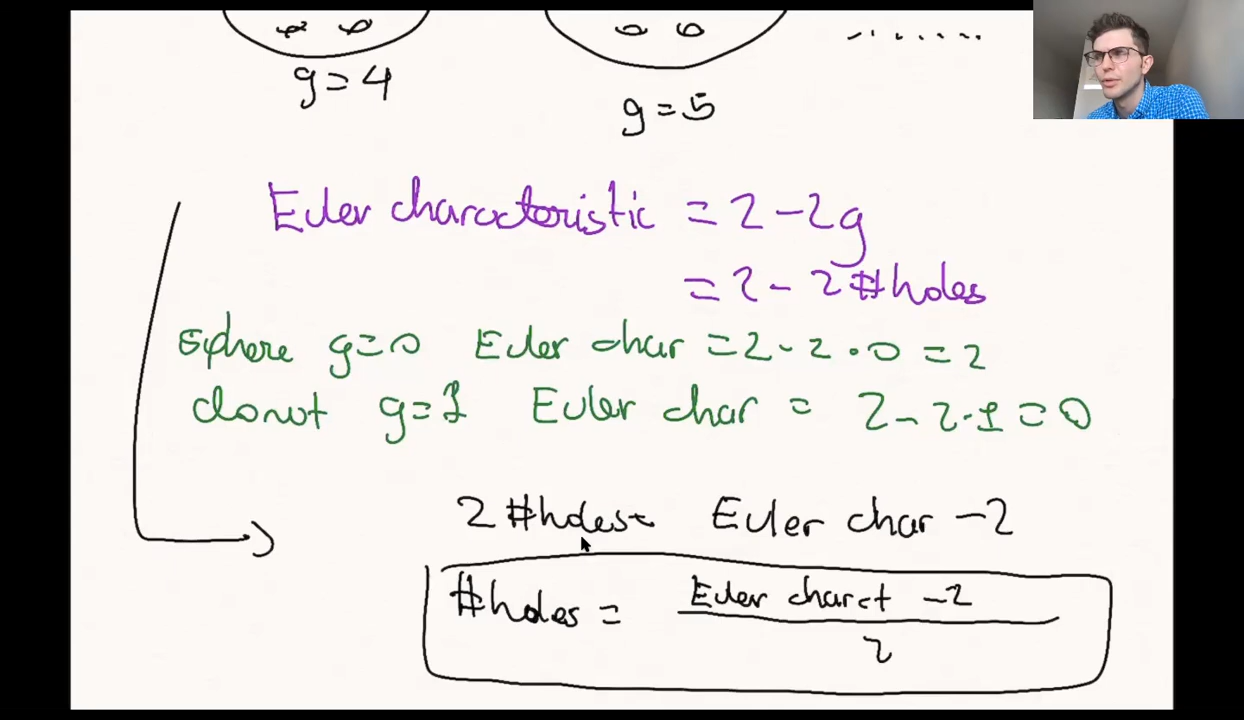 g=4
g=5
Euler characteristic = 2-2g
= 2-2#holes
sphere g=0 Euler char = 2-2·0=2
donut g=1 Euler char = 2-2·1=0
2 #holes= Euler char -2
#holes = Euler charct -2
2